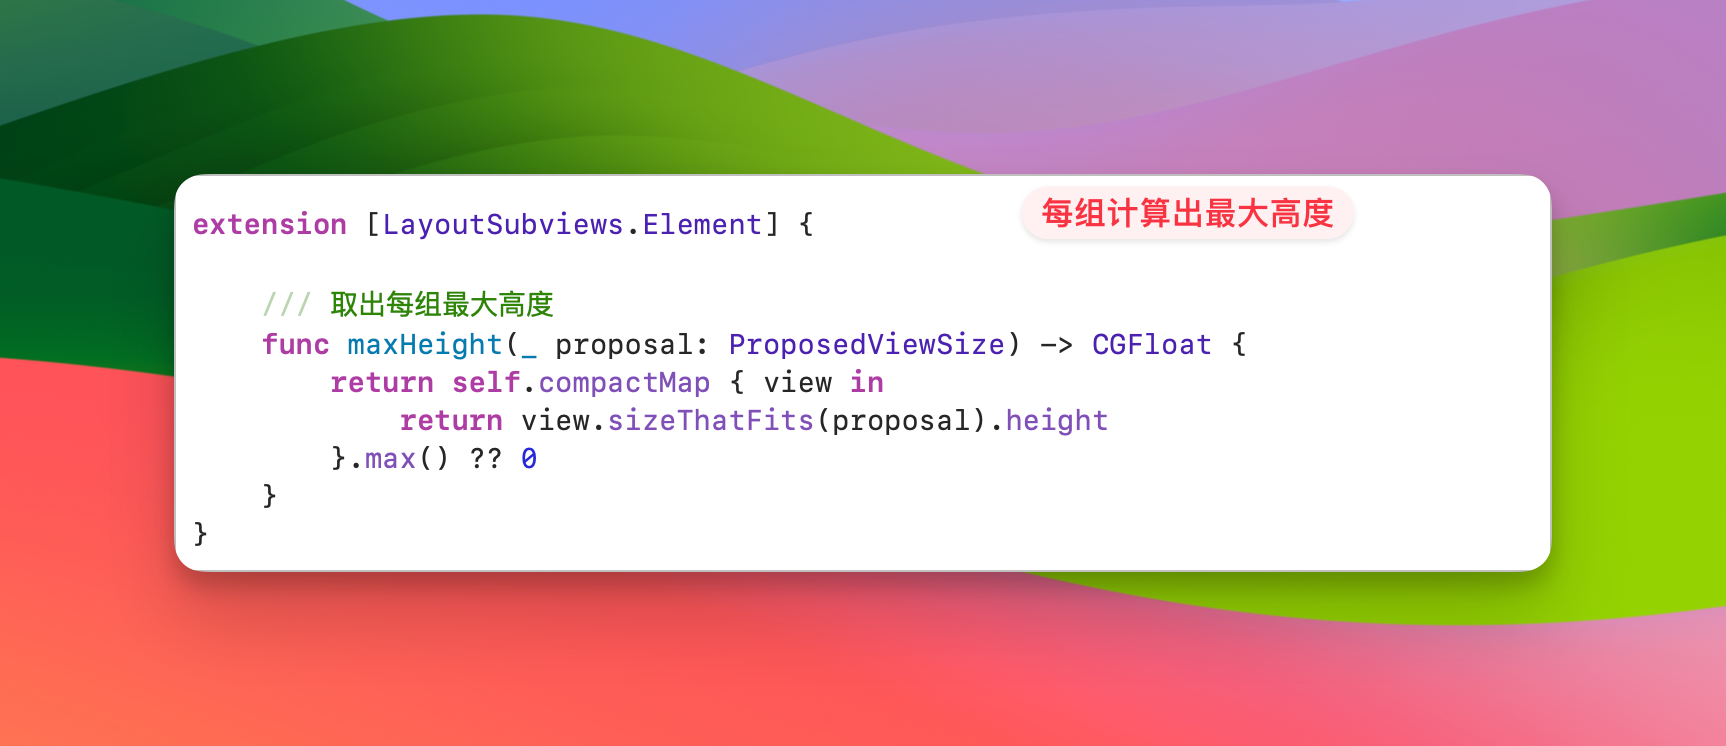 每组计算出最大高度
extension [LayoutSubviews.Element] {
/// 取出每组最大高度
func maxHeight(_ proposal: ProposedViewSize) -> CGFloat {
return self.compactMap { view in
return view.sizeThatFits(proposal).height
}.max() ?? 0
}
}